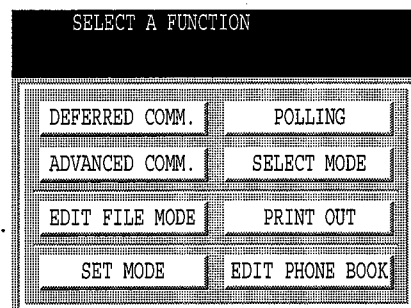 SELECT A FUNCTION
DEFERRED COMM. POLLING
ADVANCED COMM. SELECT MODE
EDIT FILE MODE PRINT OUT
SET MODE EDIT PHONE BOOK